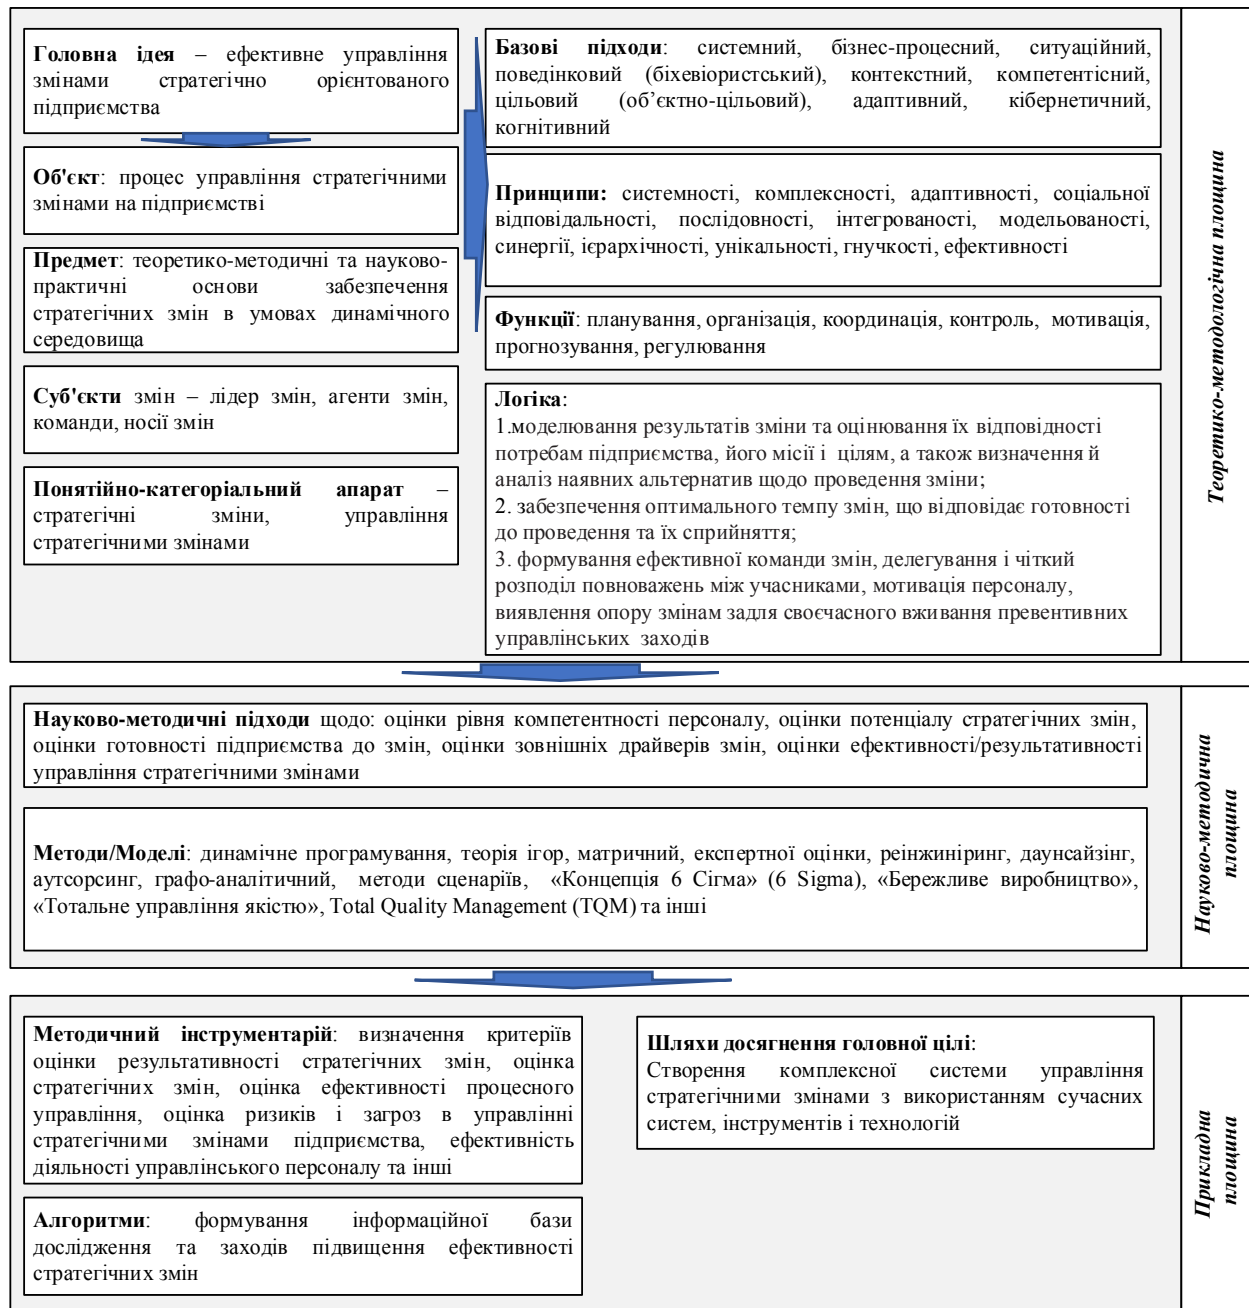 Головна ідея – ефективне управління
змінами стратегічно орієнтованого
підприємства
Об'єкт: процес управління стратегічними
змінами на підприємстві
Предмет: теоретико-методичні та науково-
практичні основи забезпечення
стратегічних змін в умовах динамічного
середовища
Суб'єкти змін – лідер змін, агенти змін,
команди, носії змін
Понятійно-категоріальний апарат –
стратегічні зміни, управління
стратегічними змінами
Базові підходи: системний, бізнес-процесний, ситуаційний,
поведінковий (біхевіористський), контекстний, компетентісний,
цільовий (об’єктно-цільовий), адаптивний, кібернетичний,
когнітивний
Принципи: системності, комплексності, адаптивності, соціальної
відповідальності, послідовності, інтегрованості, модельованості,
синергії, ієрархічності, унікальності, гнучкості, ефективності
Функції: планування, організація, координація, контроль, мотивація,
прогнозування, регулювання
Логіка:
1.моделювання результатів зміни та оцінювання їх відповідності
потребам підприємства, його місії і цілям, а також визначення й
аналіз наявних альтернатив щодо проведення зміни;
2. забезпечення оптимального темпу змін, що відповідає готовності
до проведення та їх сприйняття;
3. формування ефективної команди змін, делегування і чіткий
розподіл повноважень між учасниками, мотивація персоналу,
виявлення опору змінам задля своєчасного вживання превентивних
управлінських заходів
Теоретико-методологічна площина
Науково-методичні підходи щодо: оцінки рівня компетентності персоналу, оцінки потенціалу стратегічних змін,
оцінки готовності підприємства до змін, оцінки зовнішніх драйверів змін, оцінки ефективності/результативності
управління стратегічними змінами
Методи/Моделі: динамічне програмування, теорія ігор, матричний, експертної оцінки, реінжиніринг, даунсайзінг,
аутсорсинг, графо-аналітичний, методи сценаріїв, «Концепція 6 Сігма» (6 Sigma), «Бережливе виробництво»,
«Тотальне управління якістю», Total Quality Management (TQM) та інші
Науково-методична
площина
Методичний інструментарій: визначення критеріїв
оцінки результативності стратегічних змін, оцінка
стратегічних змін, оцінка ефективності процесного
управління, оцінка ризиків і загроз в управлінні
стратегічними змінами підприємства, ефективність
діяльності управлінського персоналу та інші
Алгоритми: формування інформаційної бази
дослідження та заходів підвищення ефективності
стратегічних змін
Шляхи досягнення головної цілі:
Створення комплексної системи управління
стратегічними змінами з використанням сучасних
систем, інструментів і технологій
Прикладна
площина